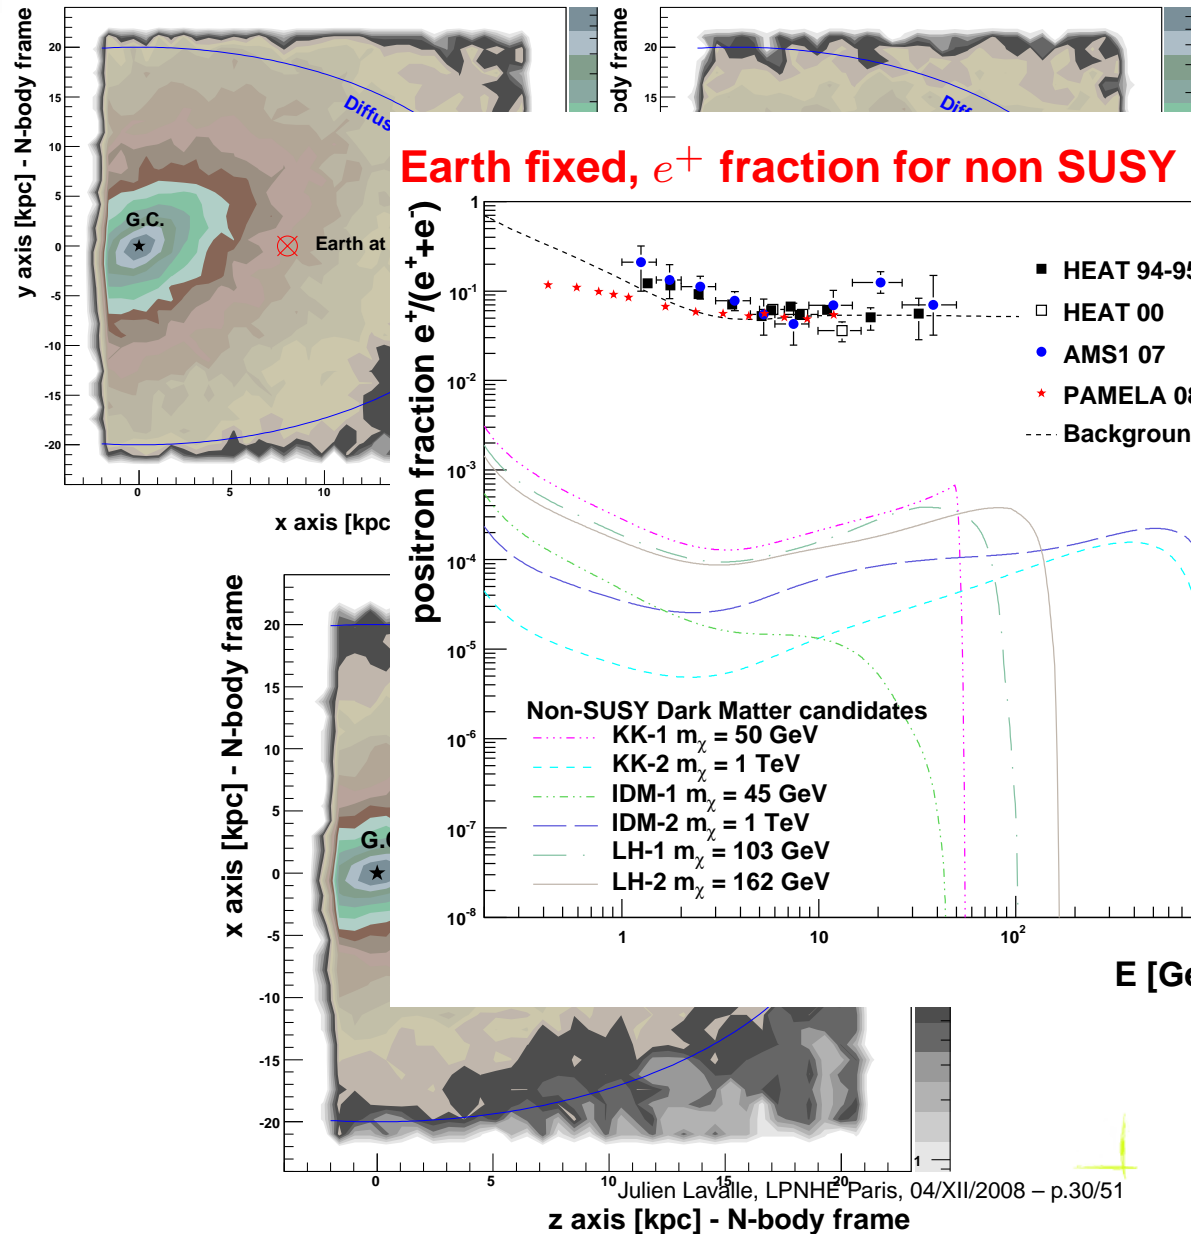 y axis [kpc] - N-body frame
20
15
10
5
0
-5
-10
-15
-20
0
5
10
x axis [kpc
Diffus
G.C.
Earth at
ody frame
20
15
Diff
Earth fixed, e+ fraction for non SUSY
positron fraction e+/(e++e-)
1
10-1
10-2
10-3
10-4
10-5
10-6
10-7
10-8
1
10
102
E [Ge
HEAT 94-95
HEAT 00
AMS1 07
PAMELA 08
Backgroun
Non-SUSY Dark Matter candidates
KK-1 mχ = 50 GeV
KK-2 mχ = 1 TeV
IDM-1 mχ = 45 GeV
IDM-2 mχ = 1 TeV
LH-1 mχ = 103 GeV
LH-2 mχ = 162 GeV
x axis [kpc] - N-body frame
20
15
10
5
0
-5
-10
-15
-20
G.
0
5
10
15
20
1
Julien Lavalle, LPNHE Paris, 04/XII/2008 – p.30/51
z axis [kpc] - N-body frame